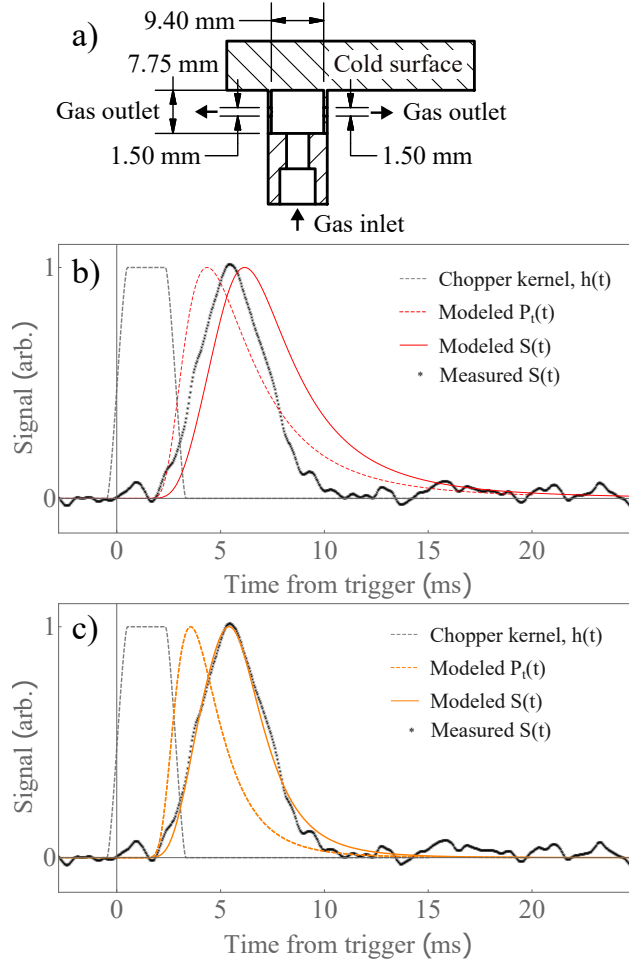 a)
9.40 mm
7.75 mm
Cold surface
Gas outlet
Gas outlet
1.50 mm
1.50 mm
Gas inlet
b)
Signal (arb.)
1
0
Chopper kernel, h(t)
Modeled Pₜ(t)
Modeled S(t)
Measured S(t)
0 5 10 15 20
Time from trigger (ms)
c)
Signal (arb.)
1
0
Chopper kernel, h(t)
Modeled Pₜ(t)
Modeled S(t)
Measured S(t)
0 5 10 15 20
Time from trigger (ms)